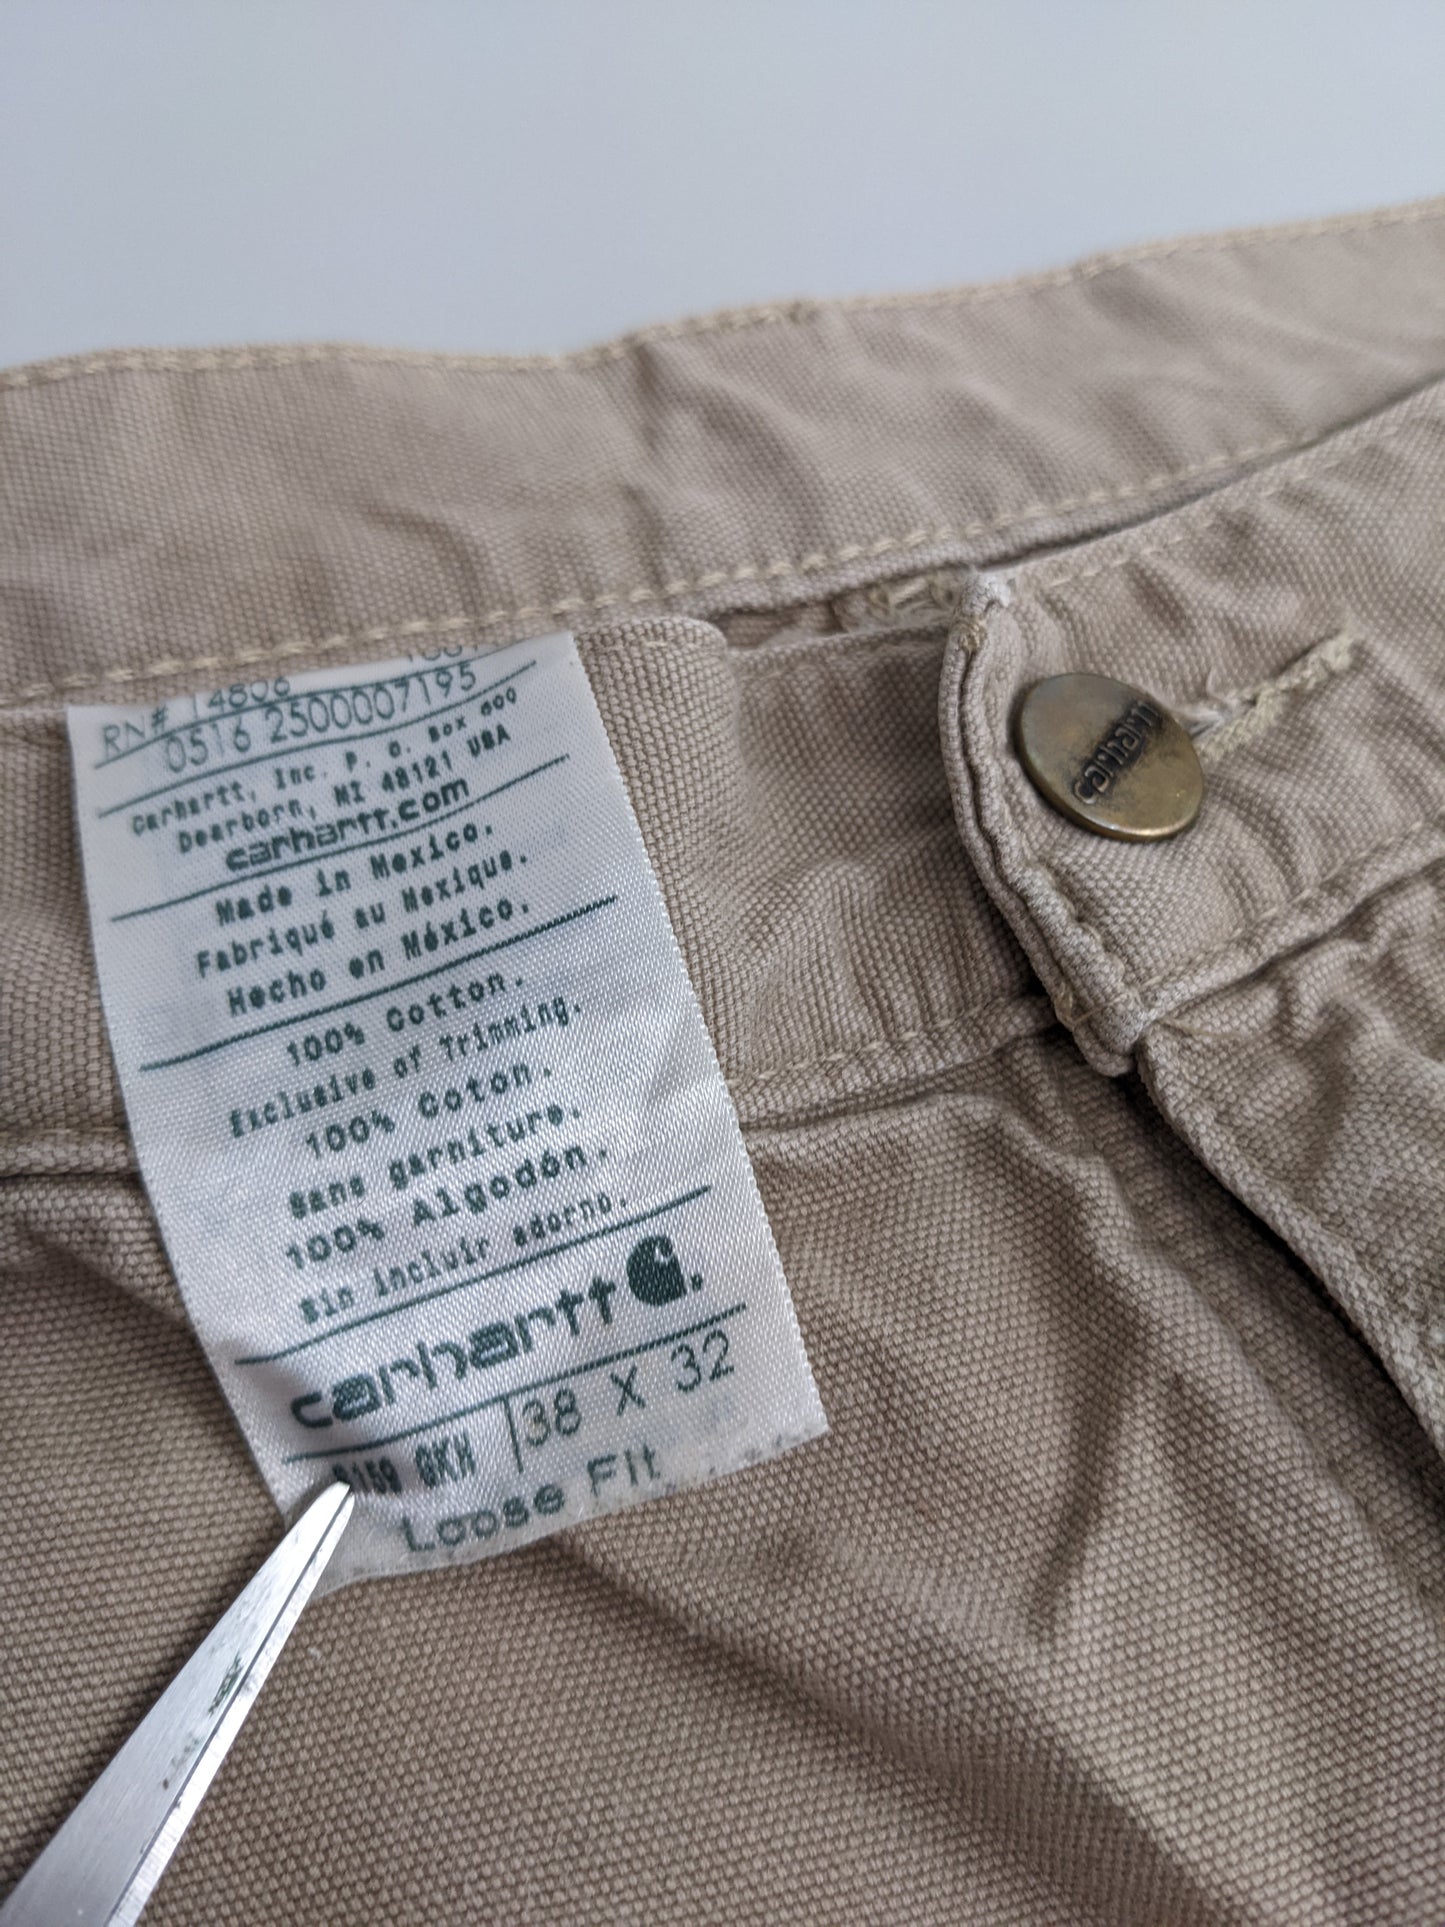 RN# 14806
0516 2500007195
Carhartt, Inc. P. O. Box 600
Dearborn, MI 48121 USA
carhartt.com
Made in Mexico.
Fabriqué au Mexique.
Hecho en México.
100% Cotton.
Exclusive of Trimming.
100% Coton.
Sans garniture.
100% Algodón.
Sin incluir adorno.
carhartt
GKH 38 X 32
Loose Fit
carhartt